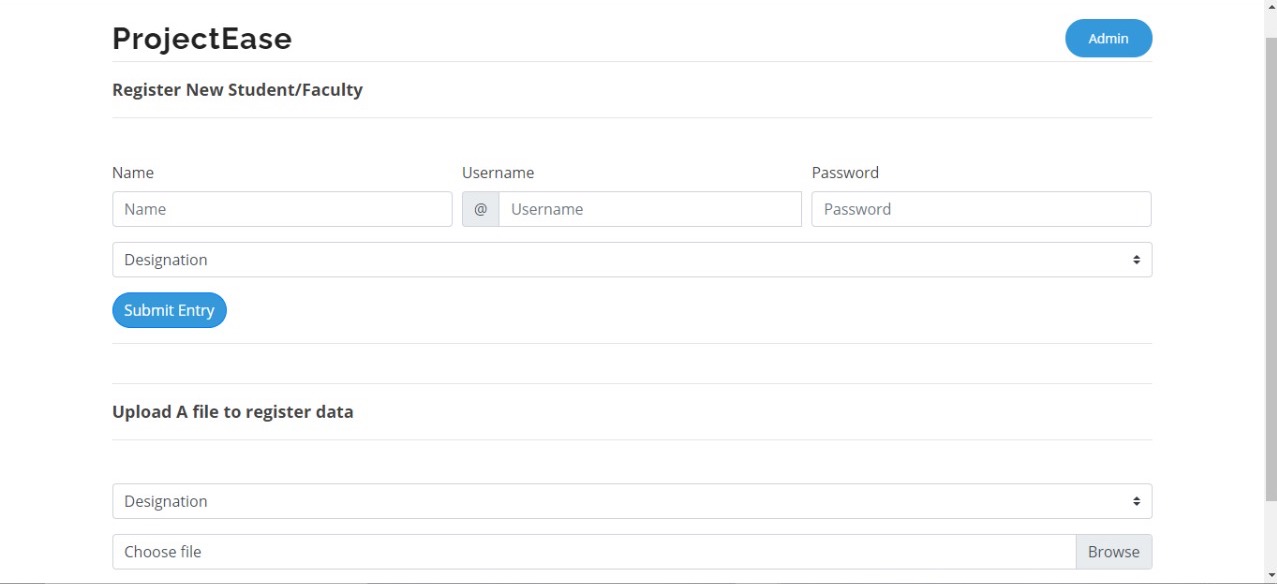 ProjectEase
Admin
Register New Student/Faculty
Name Username Password
Name @ Username Password
Designation
Submit Entry
Upload A file to register data
Designation
Choose file Browse